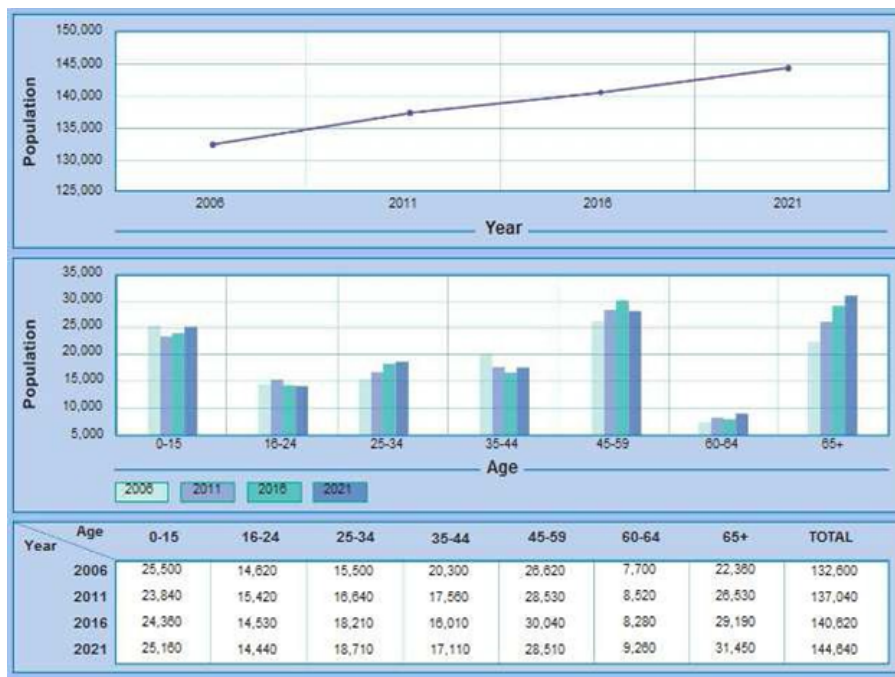 150,000
145,000
140,000
135,000
130,000
125,000
Population
2006 2011 2016 2021
Year
35,000
30,000
25,000
20,000
15,000
10,000
5,000
Population
0-15 16-24 25-34 35-44 45-59 60-64 65+
Age
2006 2011 2016 2021
Age 0-15 16-24 25-34 35-44 45-59 60-64 65+ TOTAL
Year
2006 25,500 14,620 15,500 20,300 26,620 7,700 22,360 132,600
2011 23,840 15,420 16,640 17,560 28,530 8,520 26,530 137,040
2016 24,360 14,530 18,210 16,010 30,040 8,280 29,190 140,620
2021 25,160 14,440 18,710 17,110 28,510 9,260 31,450 144,640